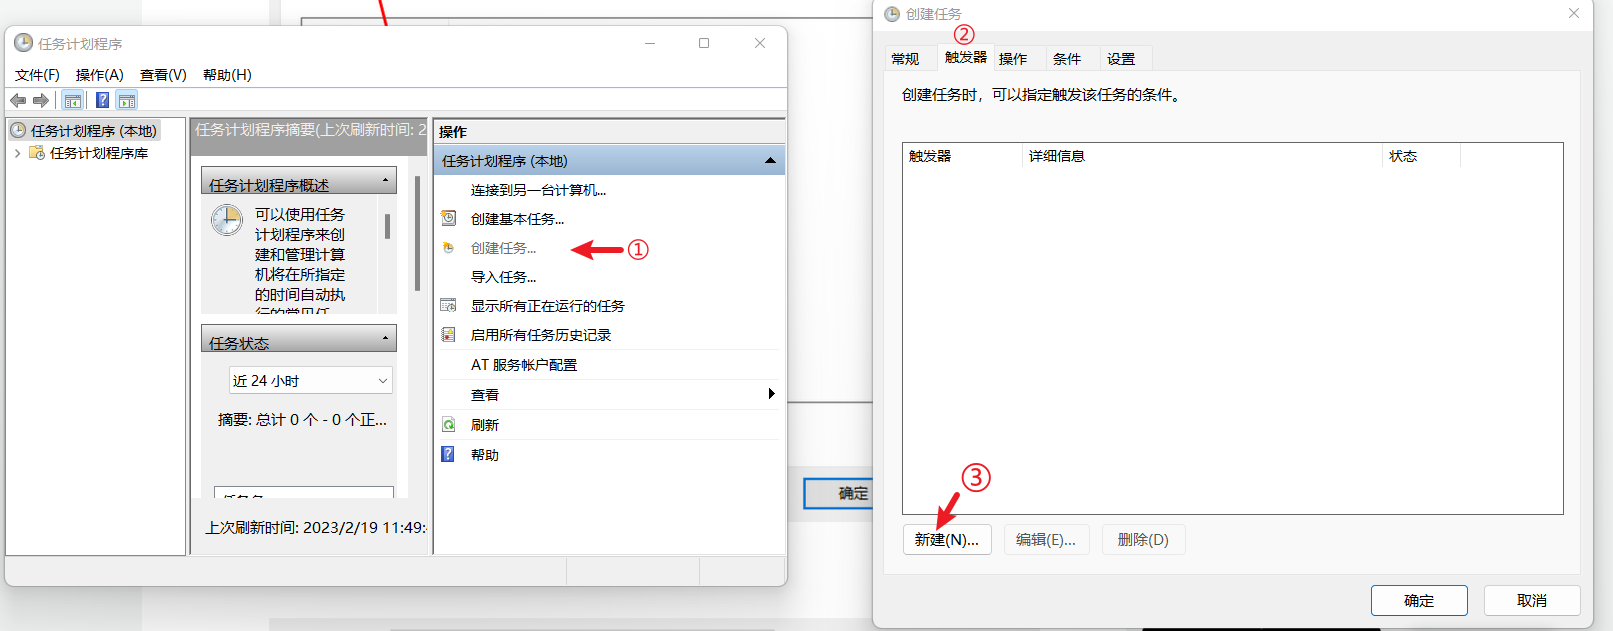 任务计划程序
文件(F) 操作(A) 查看(V) 帮助(H)
任务计划程序 (本地)
任务计划程序库
任务计划程序摘要(上次刷新时间: 2
任务计划程序概述
可以使用任务
计划程序来创
建和管理计算
机将在所指定
的时间自动执
行的常见任
任务状态
近 24 小时
摘要: 总计 0 个 - 0 个正...
任务名
上次刷新时间: 2023/2/19 11:49:
操作
任务计划程序 (本地)
连接到另一台计算机...
创建基本任务...
创建任务...
①
导入任务...
显示所有正在运行的任务
启用所有任务历史记录
AT 服务帐户配置
查看
刷新
帮助
确定
创建任务
②
常规 触发器 操作 条件 设置
创建任务时，可以指定触发该任务的条件。
触发器 详细信息 状态
③
新建(N)... 编辑(E)... 删除(D)
确定 取消